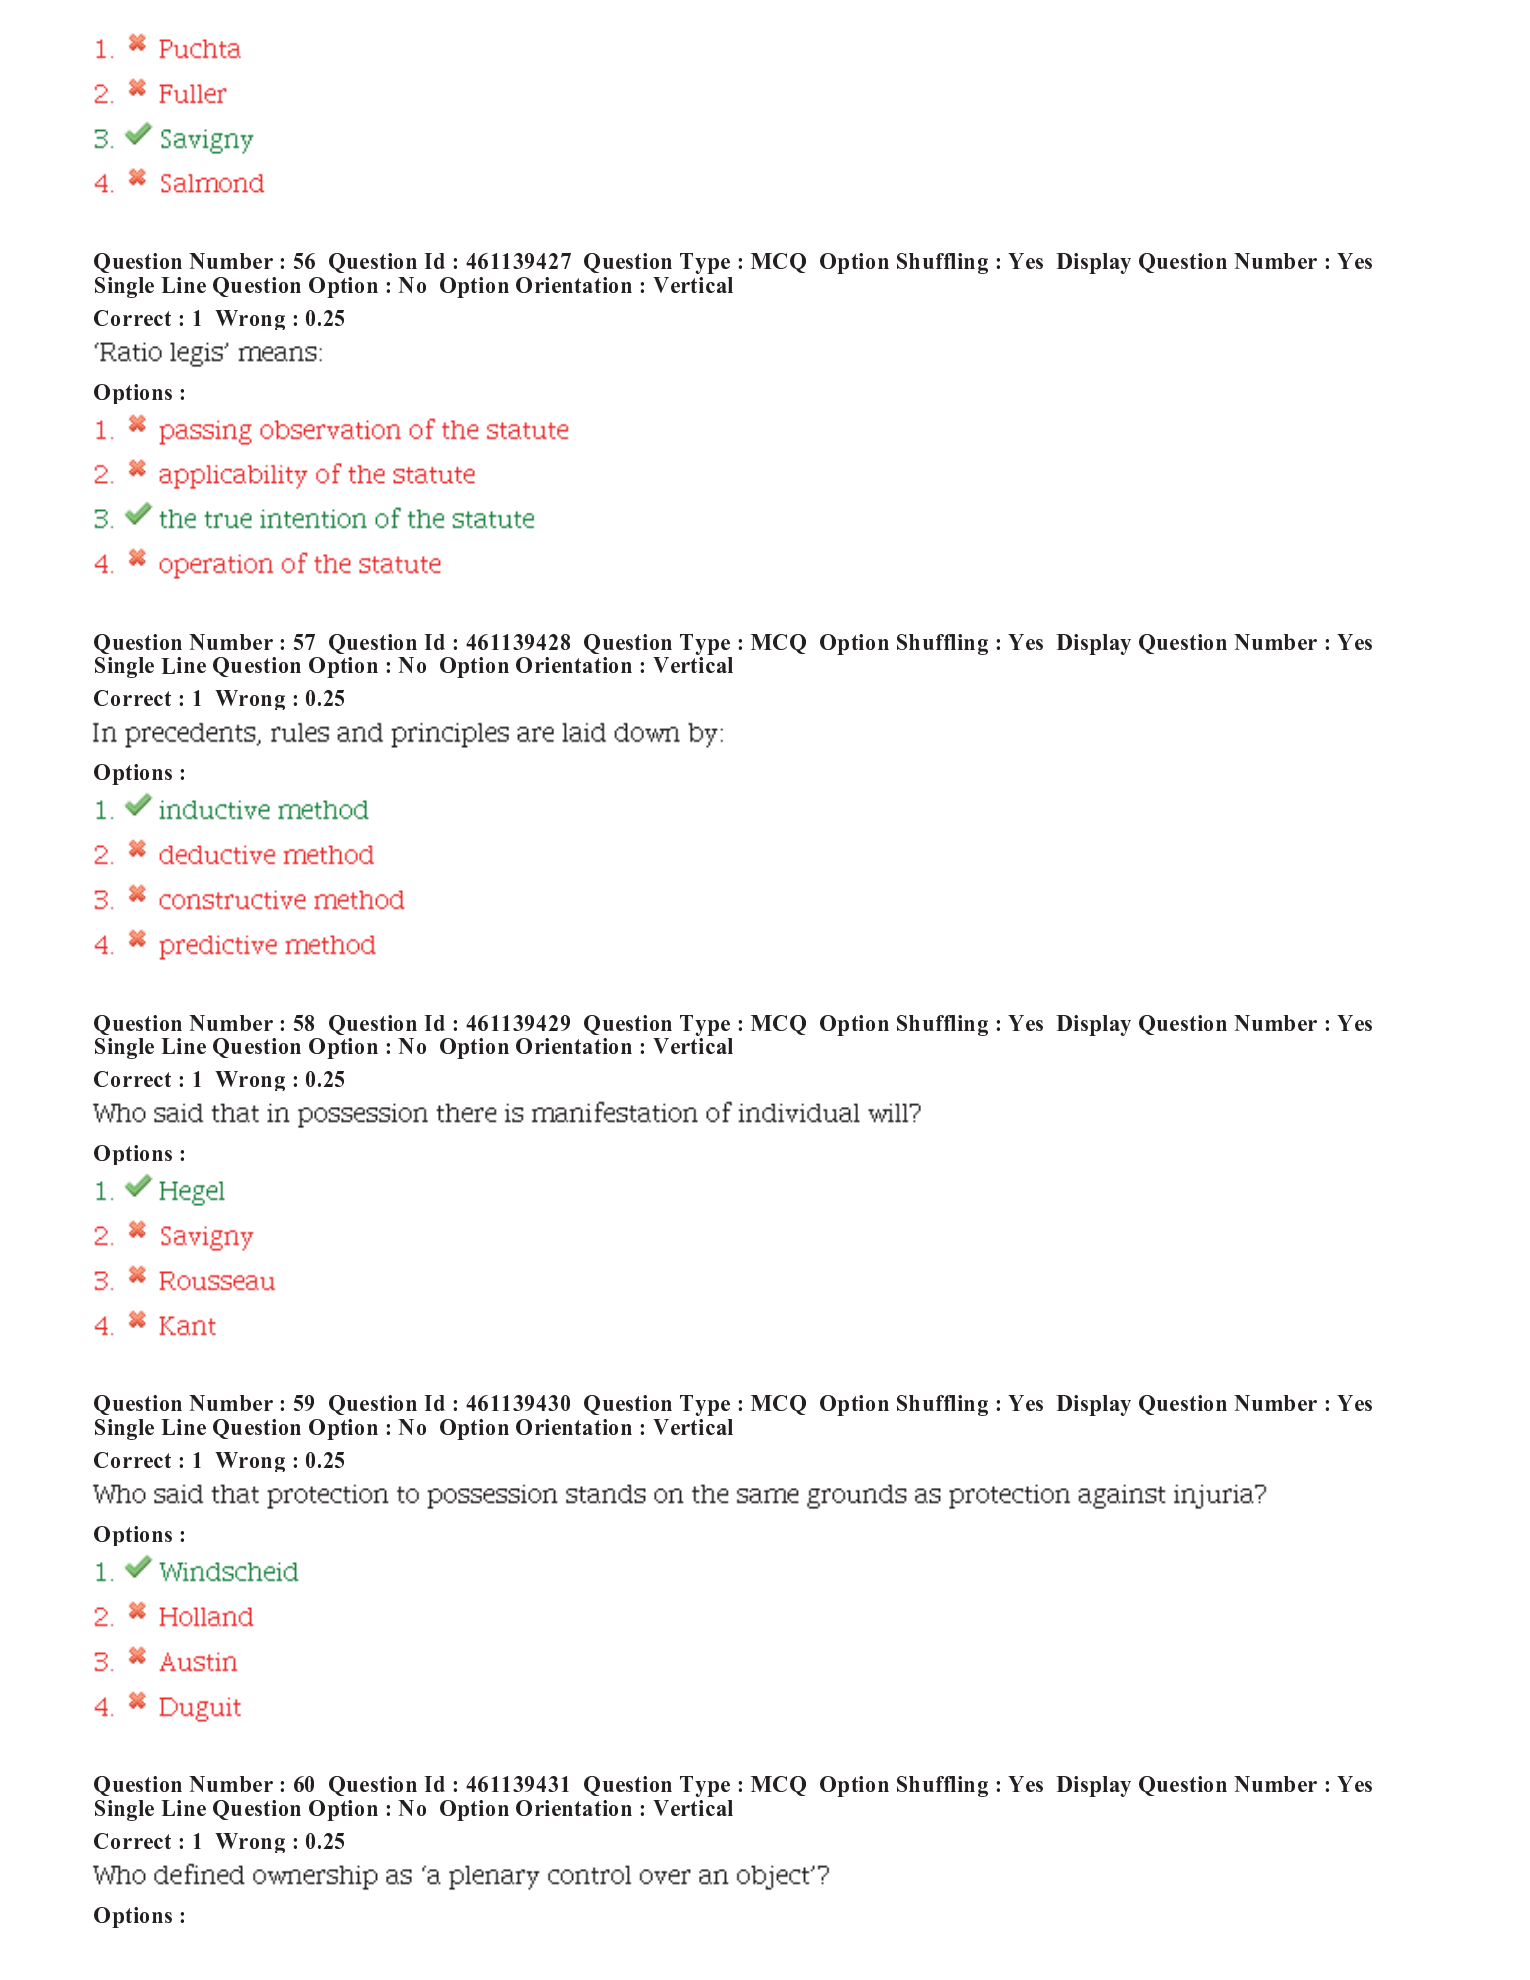 1. Puchta
2. Fuller
3. Savigny
4. Salmond
Question Number : 56 Question Id : 461139427 Question Type : MCQ Option Shuffling : Yes Display Question Number : Yes
Single Line Question Option : No Option Orientation : Vertical
Correct : 1 Wrong : 0.25
‘Ratio legis’ means:
Options :
1. passing observation of the statute
2. applicability of the statute
3. the true intention of the statute
4. operation of the statute
Question Number : 57 Question Id : 461139428 Question Type : MCQ Option Shuffling : Yes Display Question Number : Yes
Single Line Question Option : No Option Orientation : Vertical
Correct : 1 Wrong : 0.25
In precedents, rules and principles are laid down by:
Options :
1. inductive method
2. deductive method
3. constructive method
4. predictive method
Question Number : 58 Question Id : 461139429 Question Type : MCQ Option Shuffling : Yes Display Question Number : Yes
Single Line Question Option : No Option Orientation : Vertical
Correct : 1 Wrong : 0.25
Who said that in possession there is manifestation of individual will?
Options :
1. Hegel
2. Savigny
3. Rousseau
4. Kant
Question Number : 59 Question Id : 461139430 Question Type : MCQ Option Shuffling : Yes Display Question Number : Yes
Single Line Question Option : No Option Orientation : Vertical
Correct : 1 Wrong : 0.25
Who said that protection to possession stands on the same grounds as protection against injuria?
Options :
1. Windscheid
2. Holland
3. Austin
4. Duguit
Question Number : 60 Question Id : 461139431 Question Type : MCQ Option Shuffling : Yes Display Question Number : Yes
Single Line Question Option : No Option Orientation : Vertical
Correct : 1 Wrong : 0.25
Who defined ownership as ‘a plenary control over an object’?
Options :